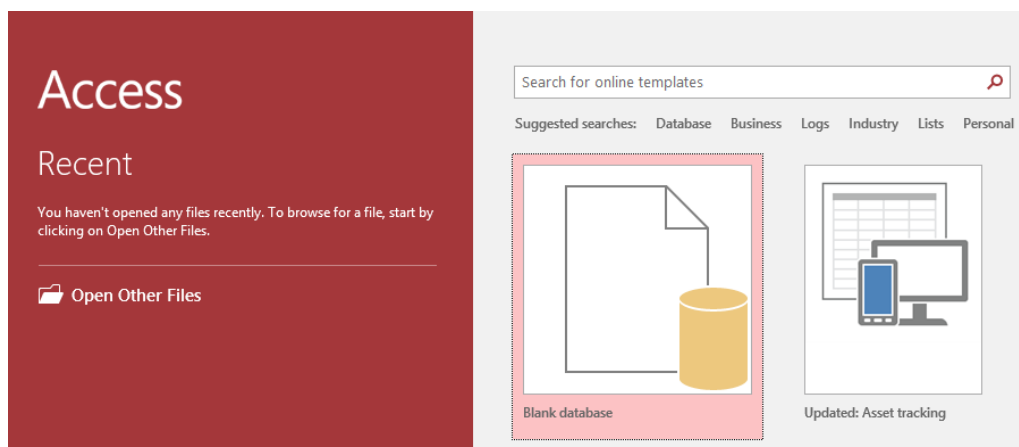 Access
Recent
You haven't opened any files recently. To browse for a file, start by
clicking on Open Other Files.
Open Other Files
Search for online templates
Suggested searches: Database Business Logs Industry Lists Personal
Blank database
Updated: Asset tracking